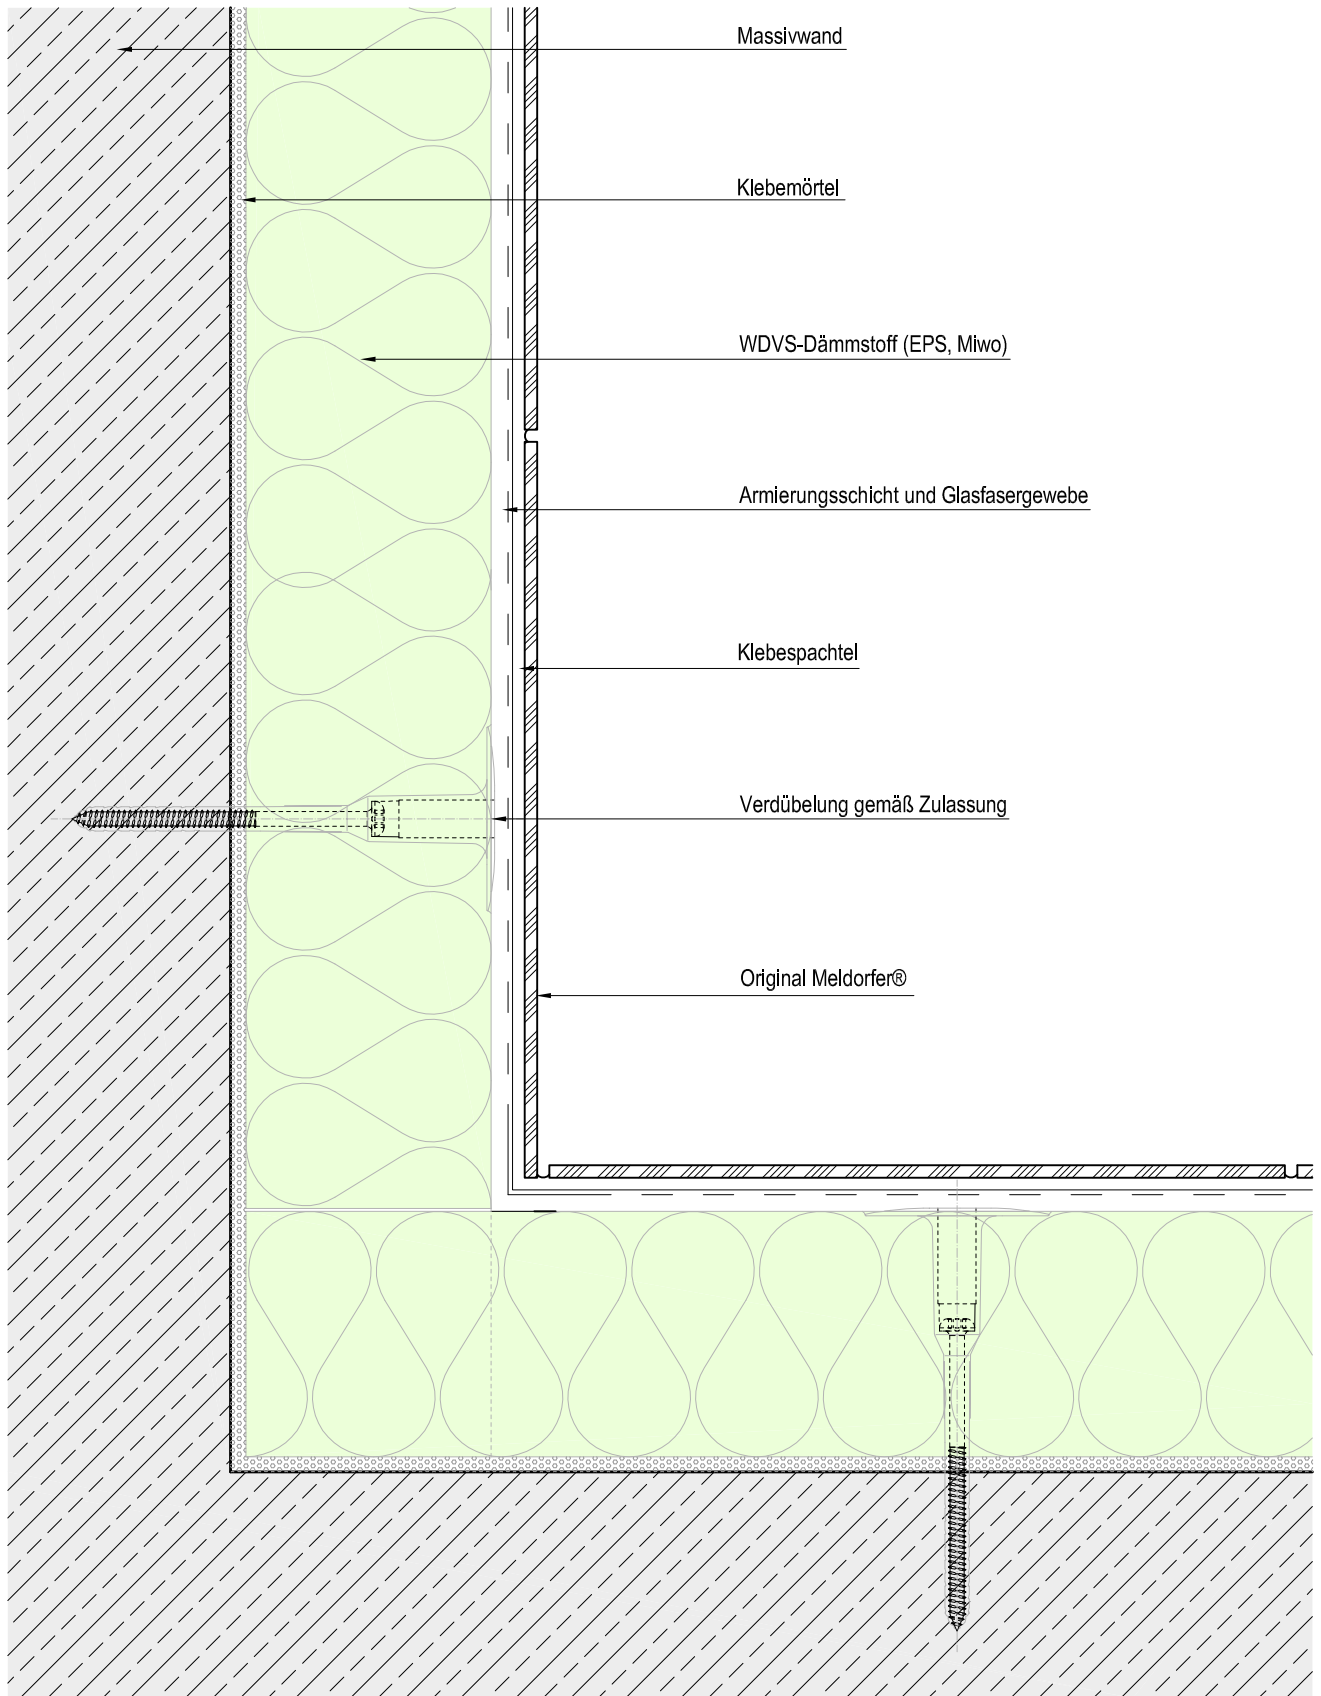 Massivwand
Klebemörtel
WDVS-Dämmstoff (EPS, Miwo)
Armierungsschicht und Glasfasergewebe
Klebespachtel
Verdübelung gemäß Zulassung
Original Meldorfer®